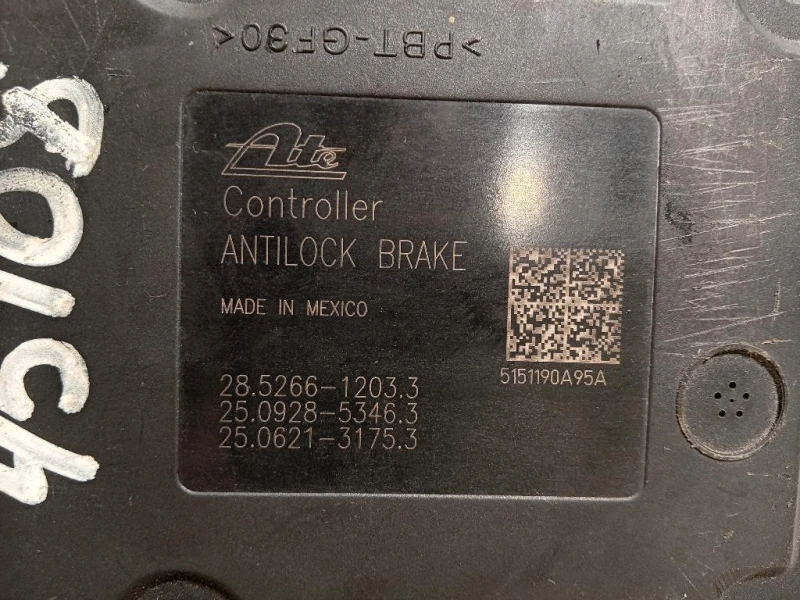 >PBT-GF30<
Ate
Controller
ANTILOCK BRAKE
MADE IN MEXICO
5151190A95A
28.5266-1203.3
25.0928-5346.3
25.0621-3175.3